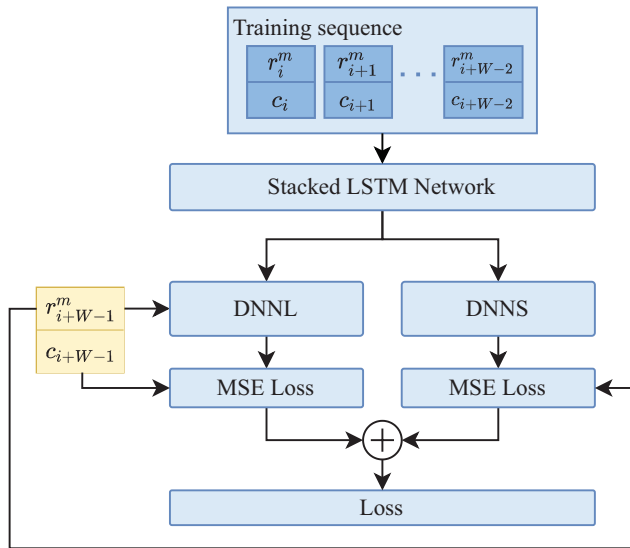 Training sequence
r_i^m r_{i+1}^m ... r_{i+W-2}^m
c_i c_{i+1} c_{i+W-2}
Stacked LSTM Network
r_{i+W-1}^m
c_{i+W-1}
DNNL DNNS
MSE Loss MSE Loss
+
Loss